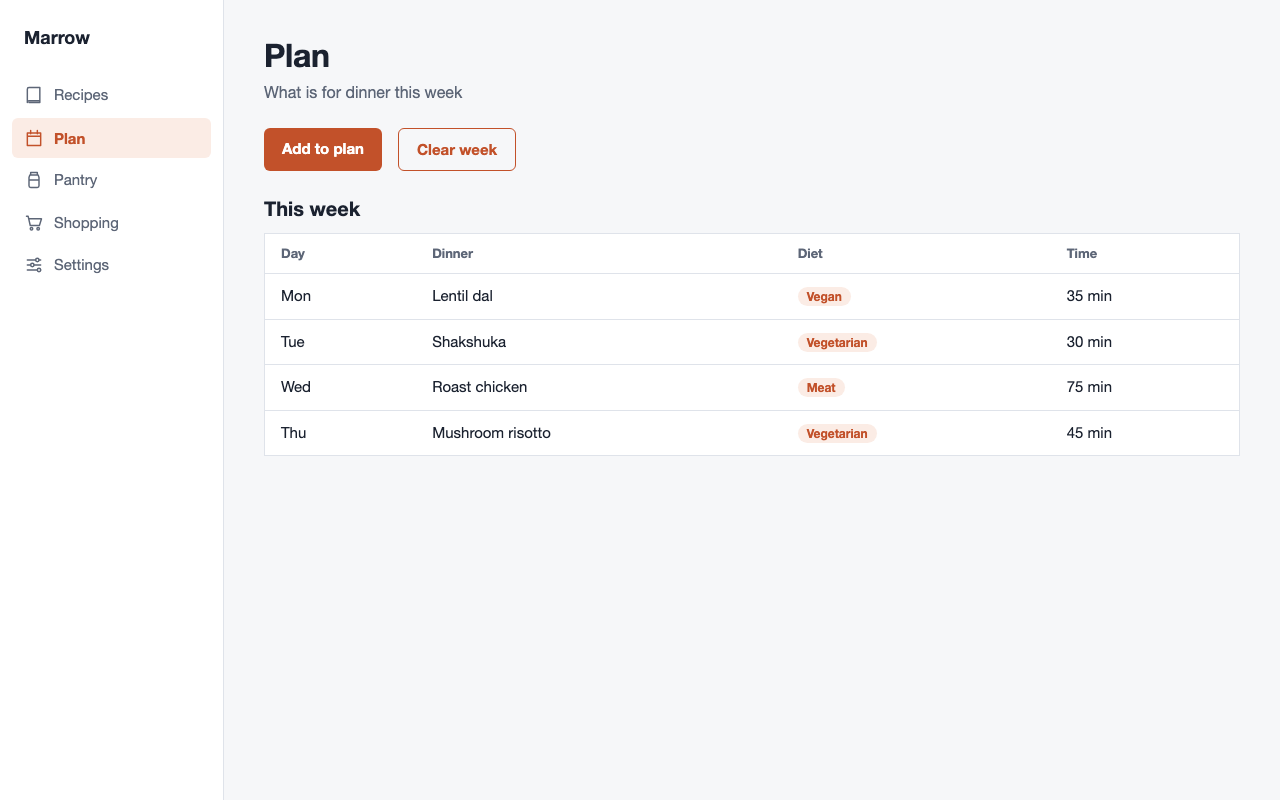 Marrow
Recipes
Plan
Pantry
Shopping
Settings
Plan
What is for dinner this week
Add to plan Clear week
This week
Day Dinner Diet Time
Mon Lentil dal Vegan 35 min
Tue Shakshuka Vegetarian 30 min
Wed Roast chicken Meat 75 min
Thu Mushroom risotto Vegetarian 45 min